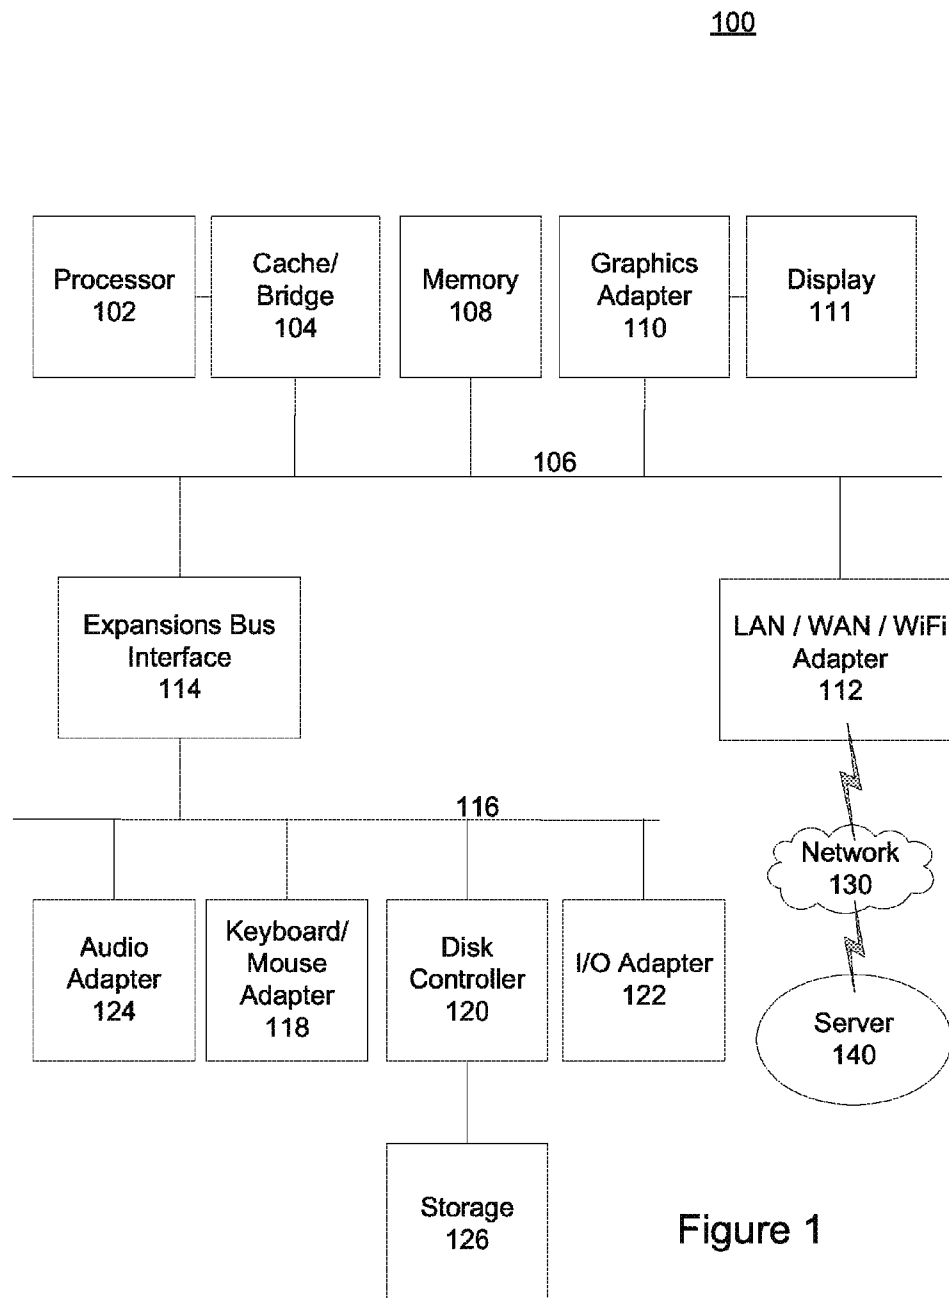 100
Processor
102
Cache/
Bridge
104
Memory
108
Graphics
Adapter
110
Display
111
106
Expansions Bus
Interface
114
LAN / WAN / WiFi
Adapter
112
116
Network
130
Audio
Adapter
124
Keyboard/
Mouse
Adapter
118
Disk
Controller
120
I/O Adapter
122
Server
140
Storage
126
Figure 1